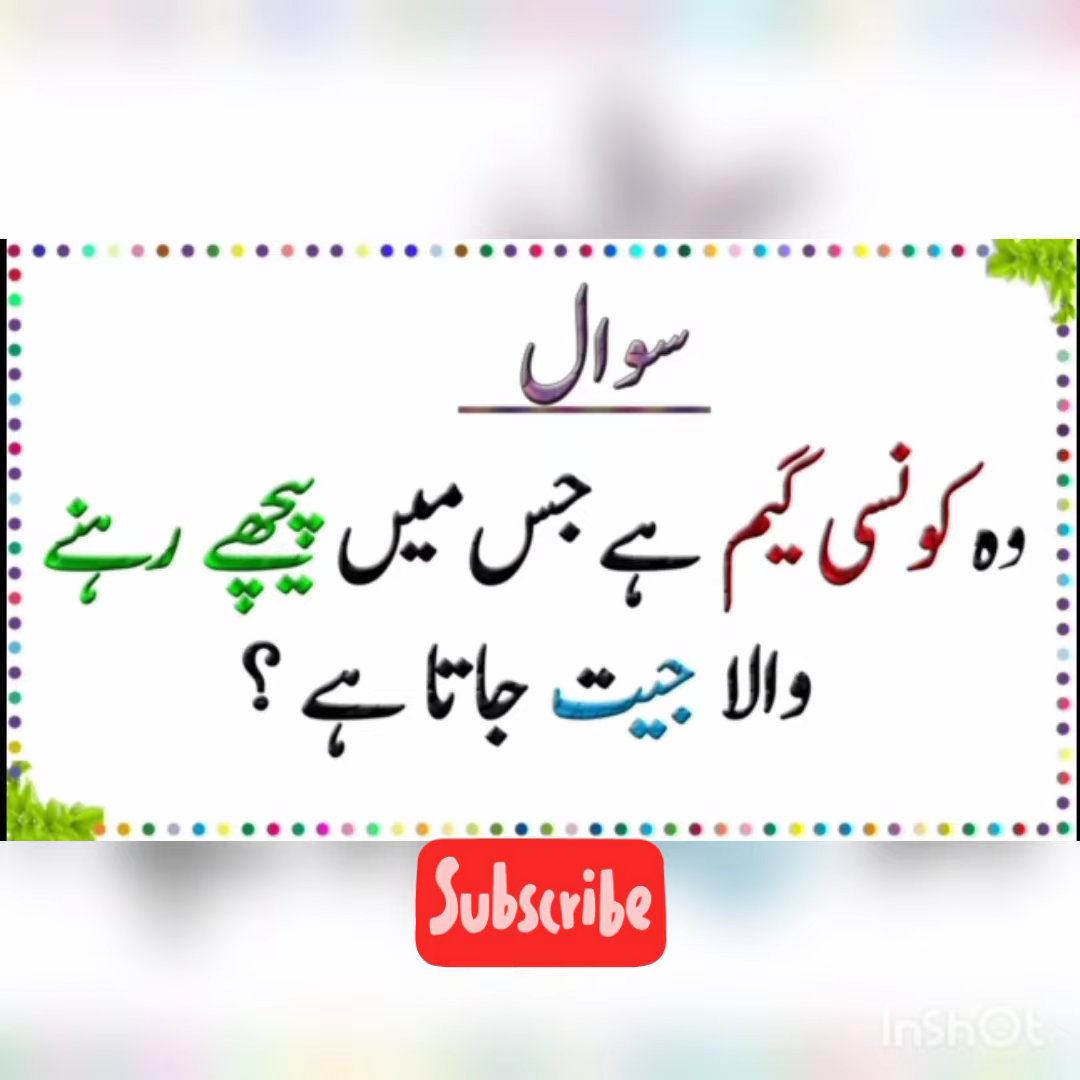 سوال
وہ کونسی گیم ہے جس میں پیچھے رہنے
والا جیت جاتا ہے ؟
Subscribe
InShOt